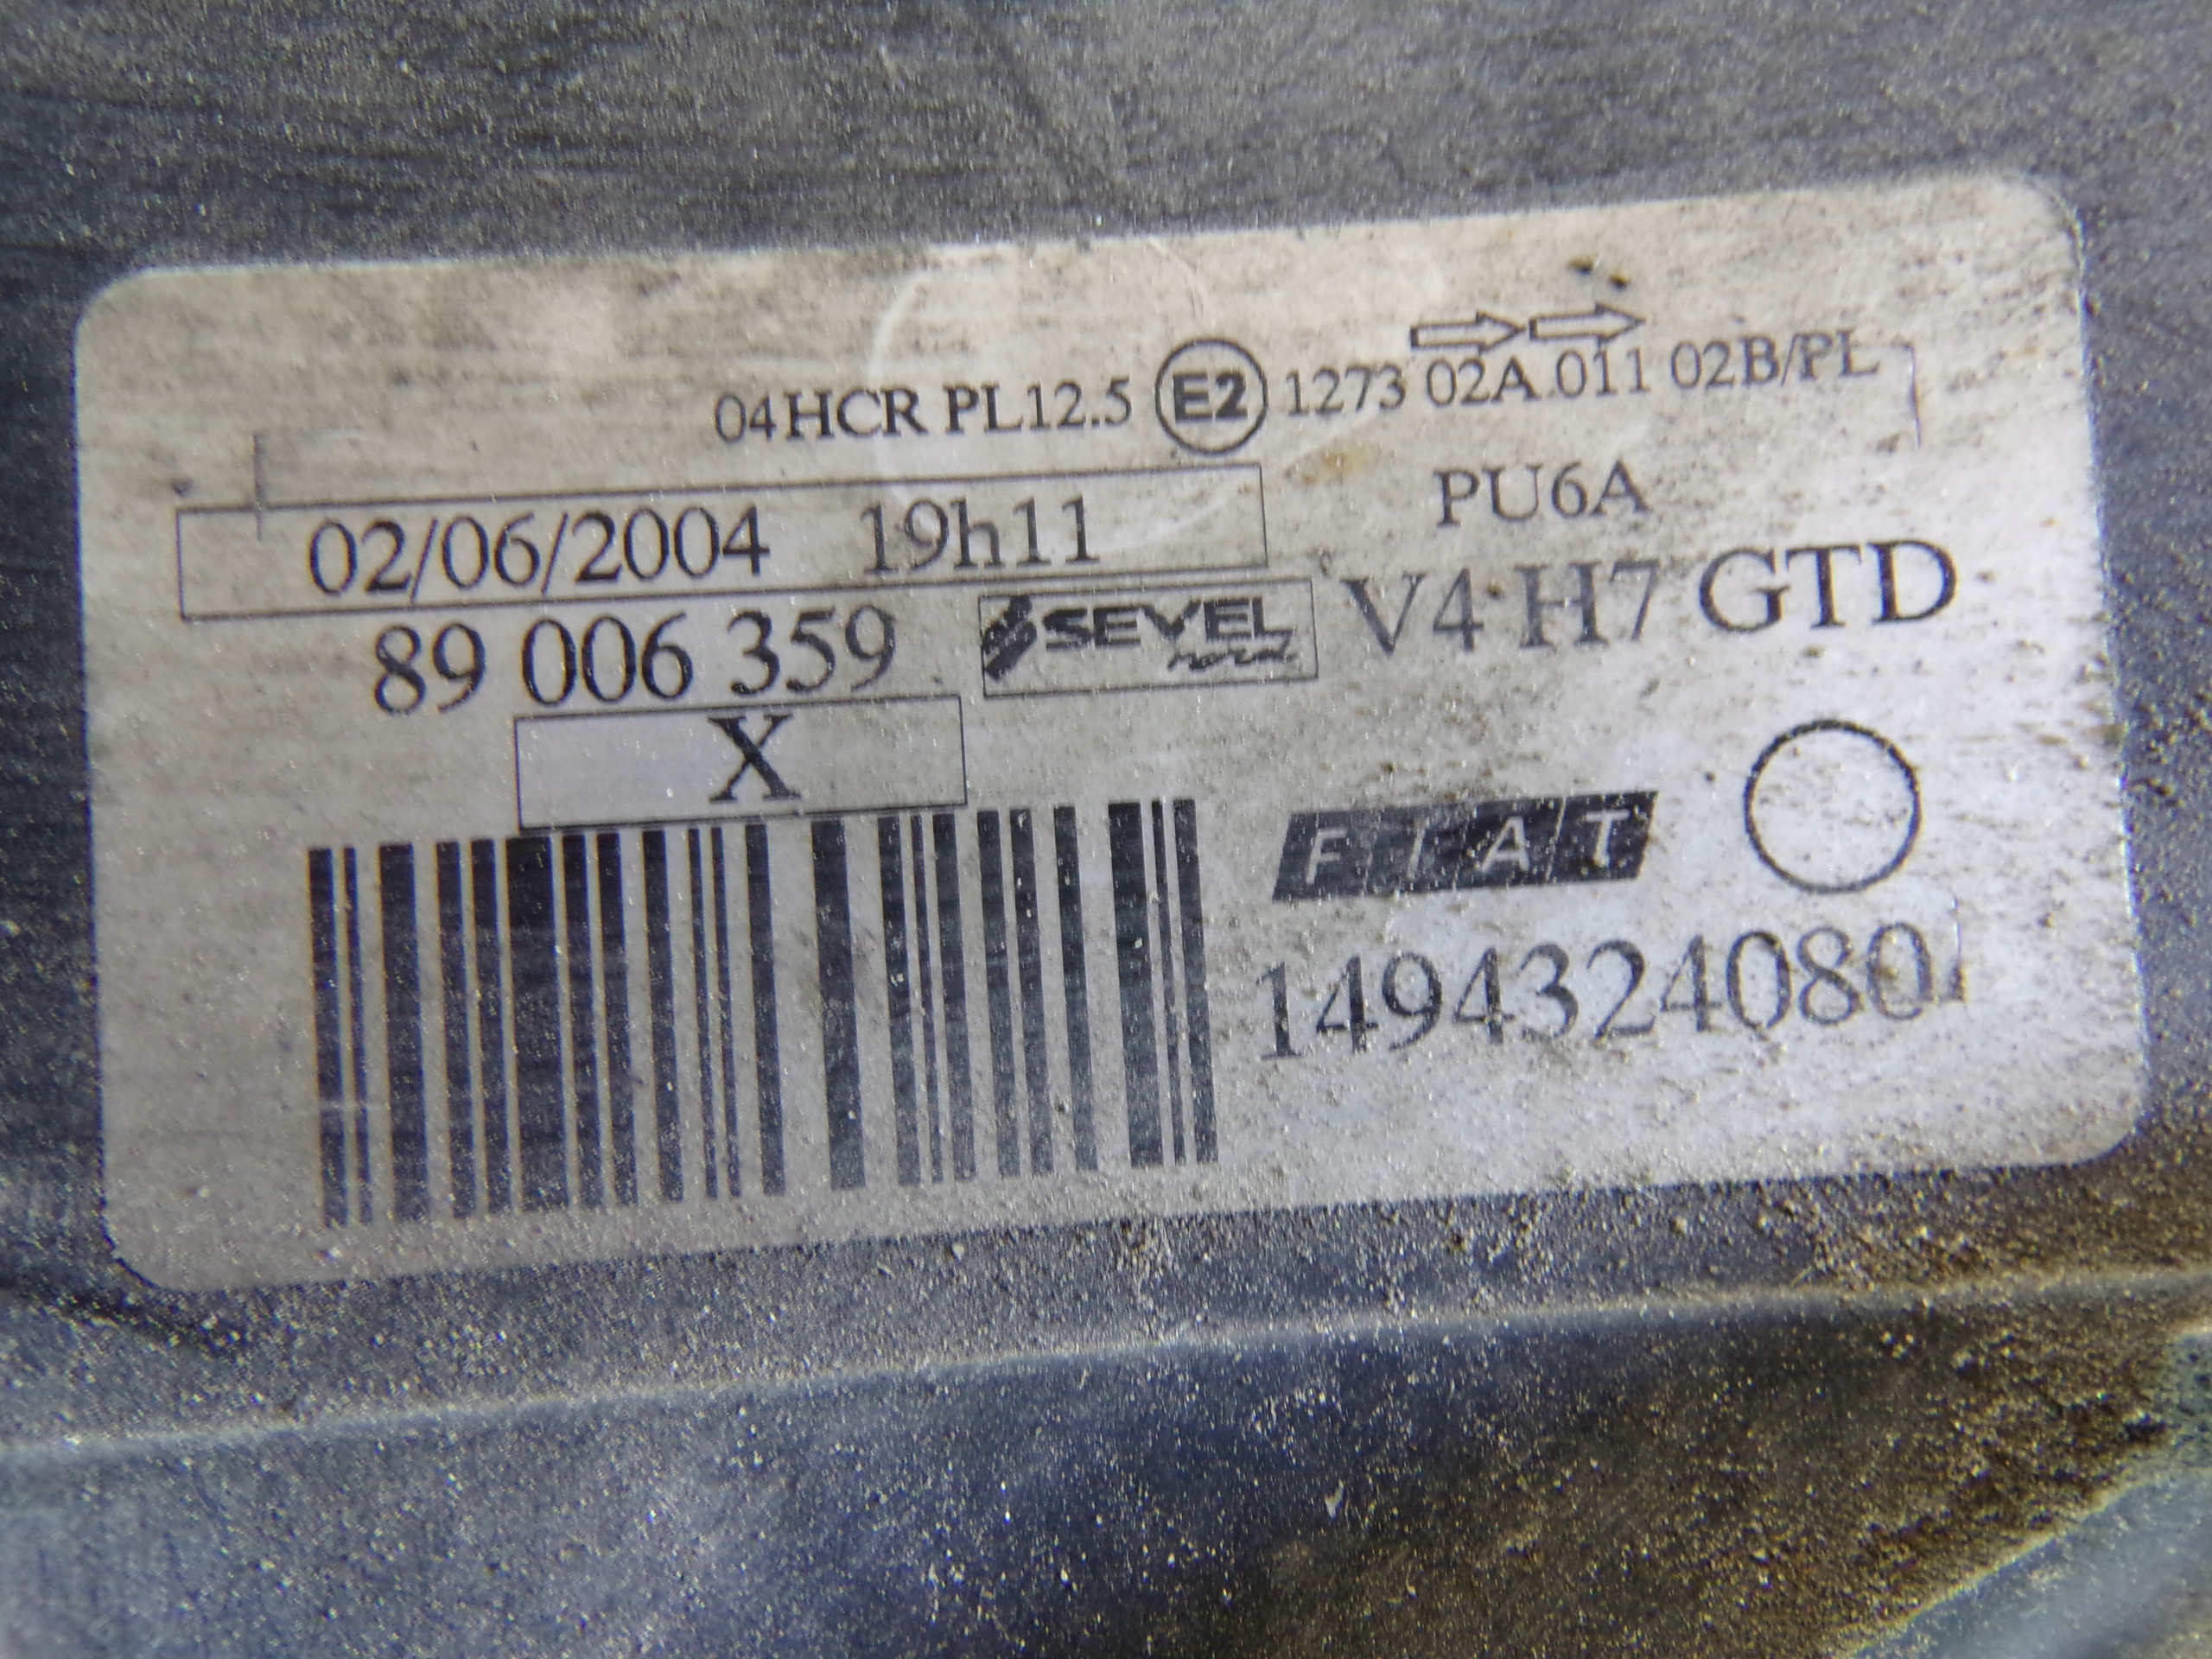 04HCR PL12.5 E2 1273 02A.011 02B/PL
02/06/2004 19h11
PU6A
89 006 359
SEVEL
nord
V4 H7 GTD
X
FIAT
1494324080